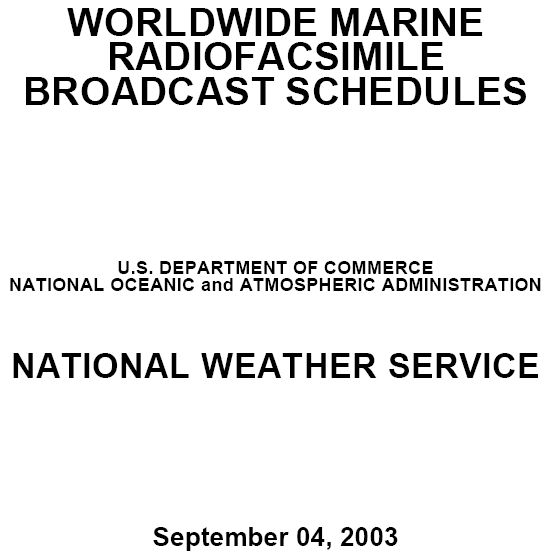 WORLDWIDE MARINE
RADIOFACSIMILE
BROADCAST SCHEDULES
U.S. DEPARTMENT OF COMMERCE
NATIONAL OCEANIC and ATMOSPHERIC ADMINISTRATION
NATIONAL WEATHER SERVICE
September 04, 2003